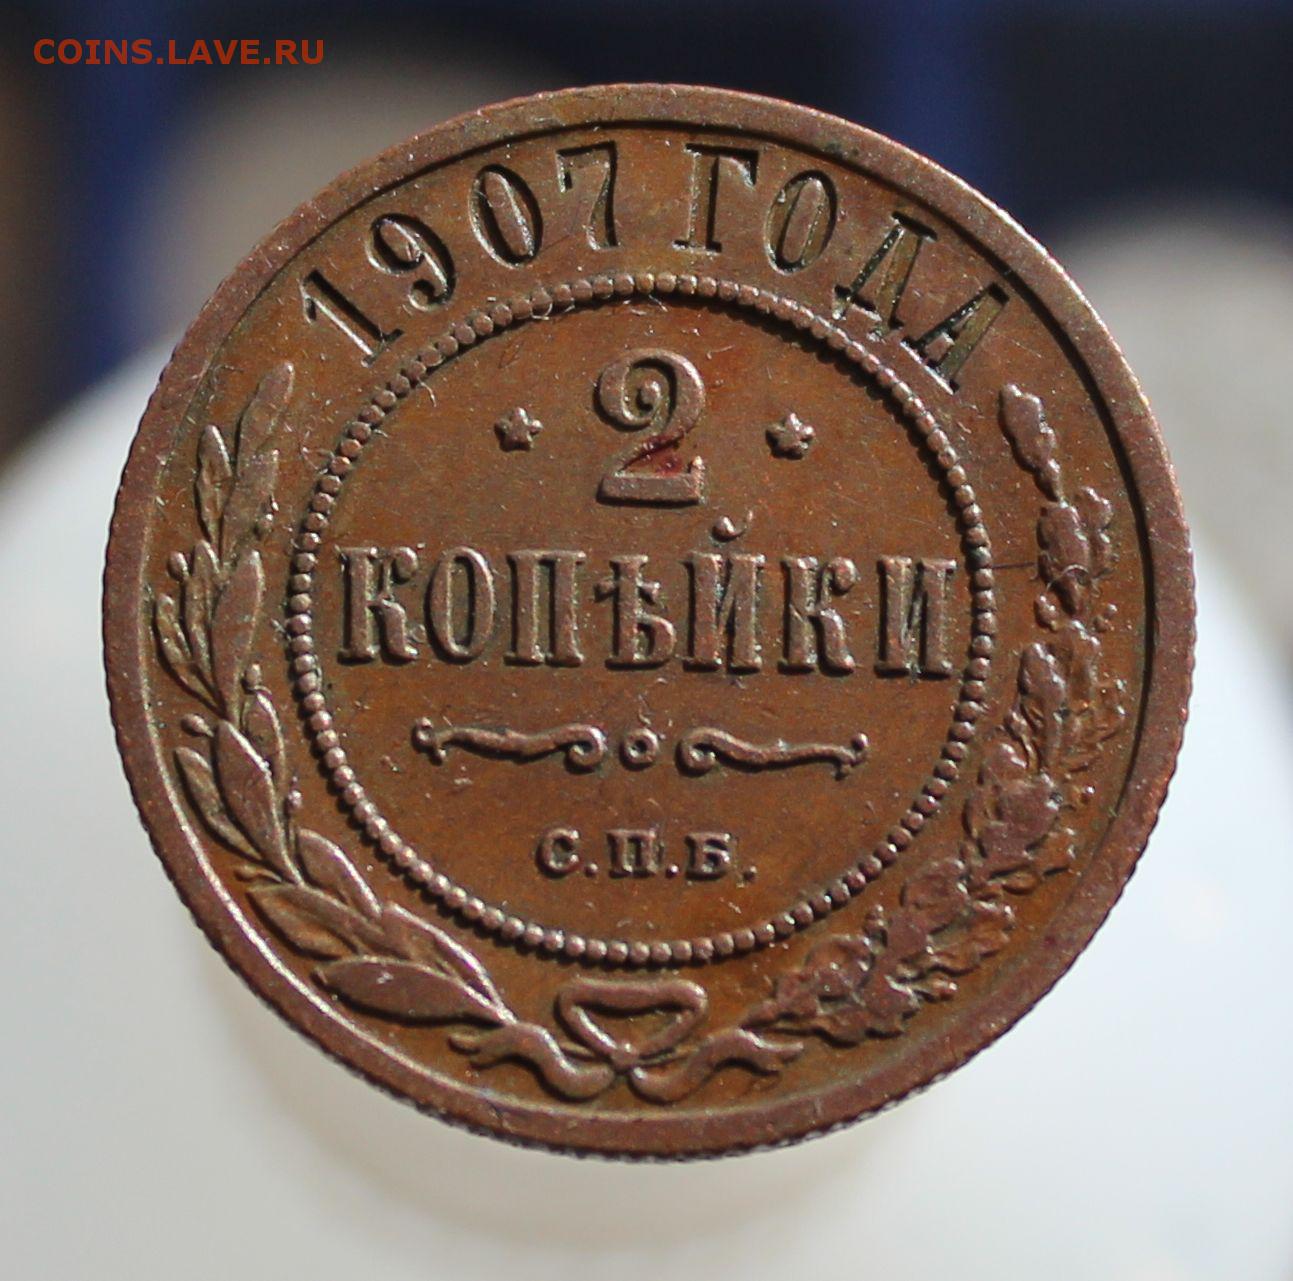 COINS.LAVE.RU
1907 ГОДА
* 2 *
КОПѢЙКИ
С.П.Б.